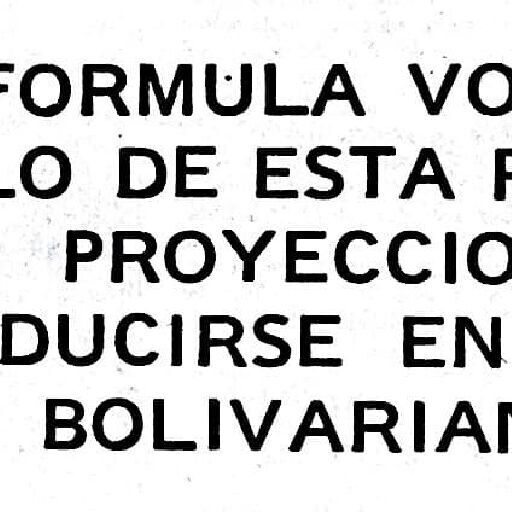 FORMULA VO
LO DE ESTA
PROYECCIO
DUCIRSE EN
BOLIVARIAN